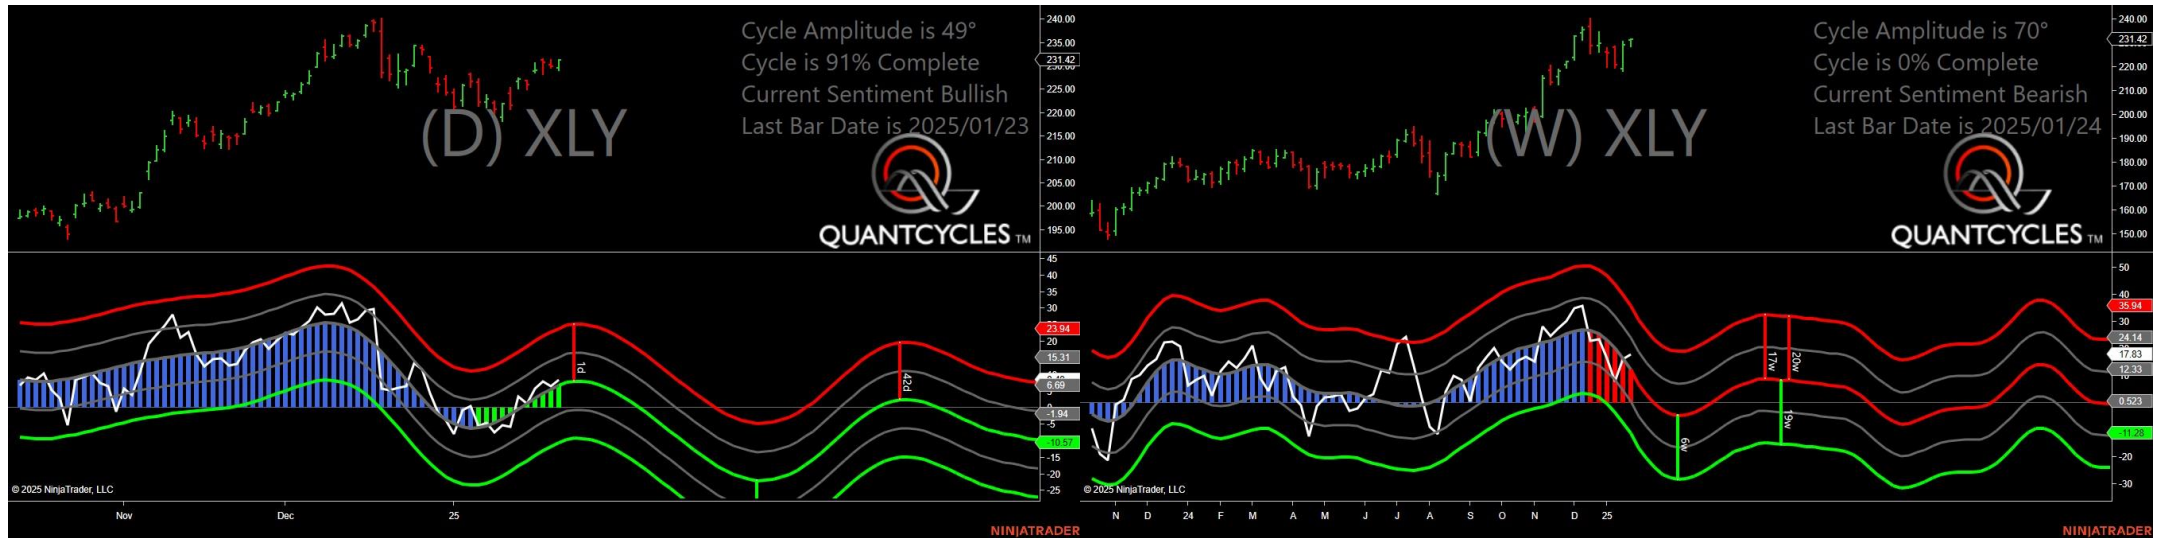 Cycle Amplitude is 49°
Cycle is 91% Complete
Current Sentiment Bullish
Last Bar Date is 2025/01/23
(D) XLY
QUANTCYCLES TM
240.00
235.00
231.42
230.00
225.00
220.00
215.00
210.00
205.00
200.00
195.00
45
40
35
30
23.94
20
15.31
6.69
0
-1.94
-5
-10.57
-15
-20
-25
1d
42d
© 2025 NinjaTrader, LLC
Nov
Dec
25
NINJATRADER
Cycle Amplitude is 70°
Cycle is 0% Complete
Current Sentiment Bearish
Last Bar Date is 2025/01/24
(W) XLY
QUANTCYCLES TM
240.00
231.42
220.00
210.00
200.00
190.00
180.00
170.00
160.00
150.00
50
40
35.94
30
24.14
17.83
12.33
0.523
-11.28
-20
-30
6w
17w
19w
20w
© 2025 NinjaTrader, LLC
N D 24 F M A M J J A S O N D 25
NINJATRADER